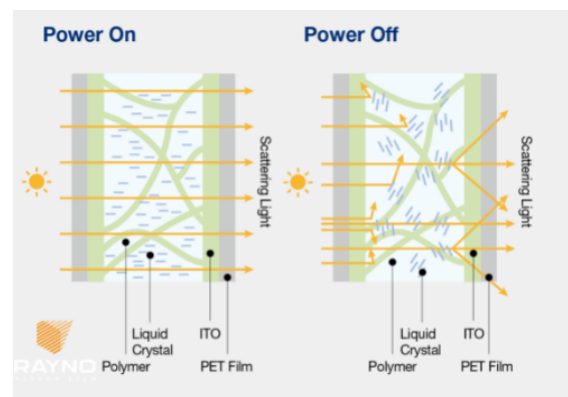 Power On
Power Off
Scattering Light
Scattering Light
Liquid
Crystal
ITO
Polymer
PET Film
Liquid
Crystal
ITO
Polymer
PET Film
RAYNO